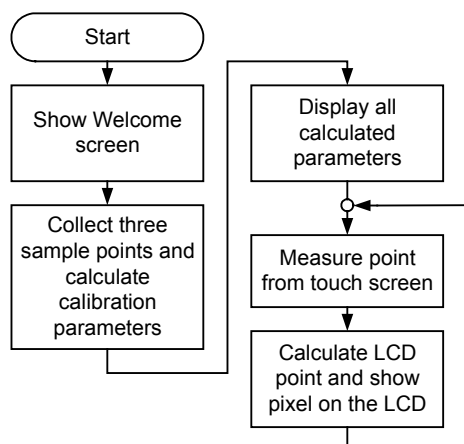 Start
Show Welcome
screen
Collect three
sample points and
calculate
calibration
parameters
Display all
calculated
parameters
Measure point
from touch screen
Calculate LCD
point and show
pixel on the LCD